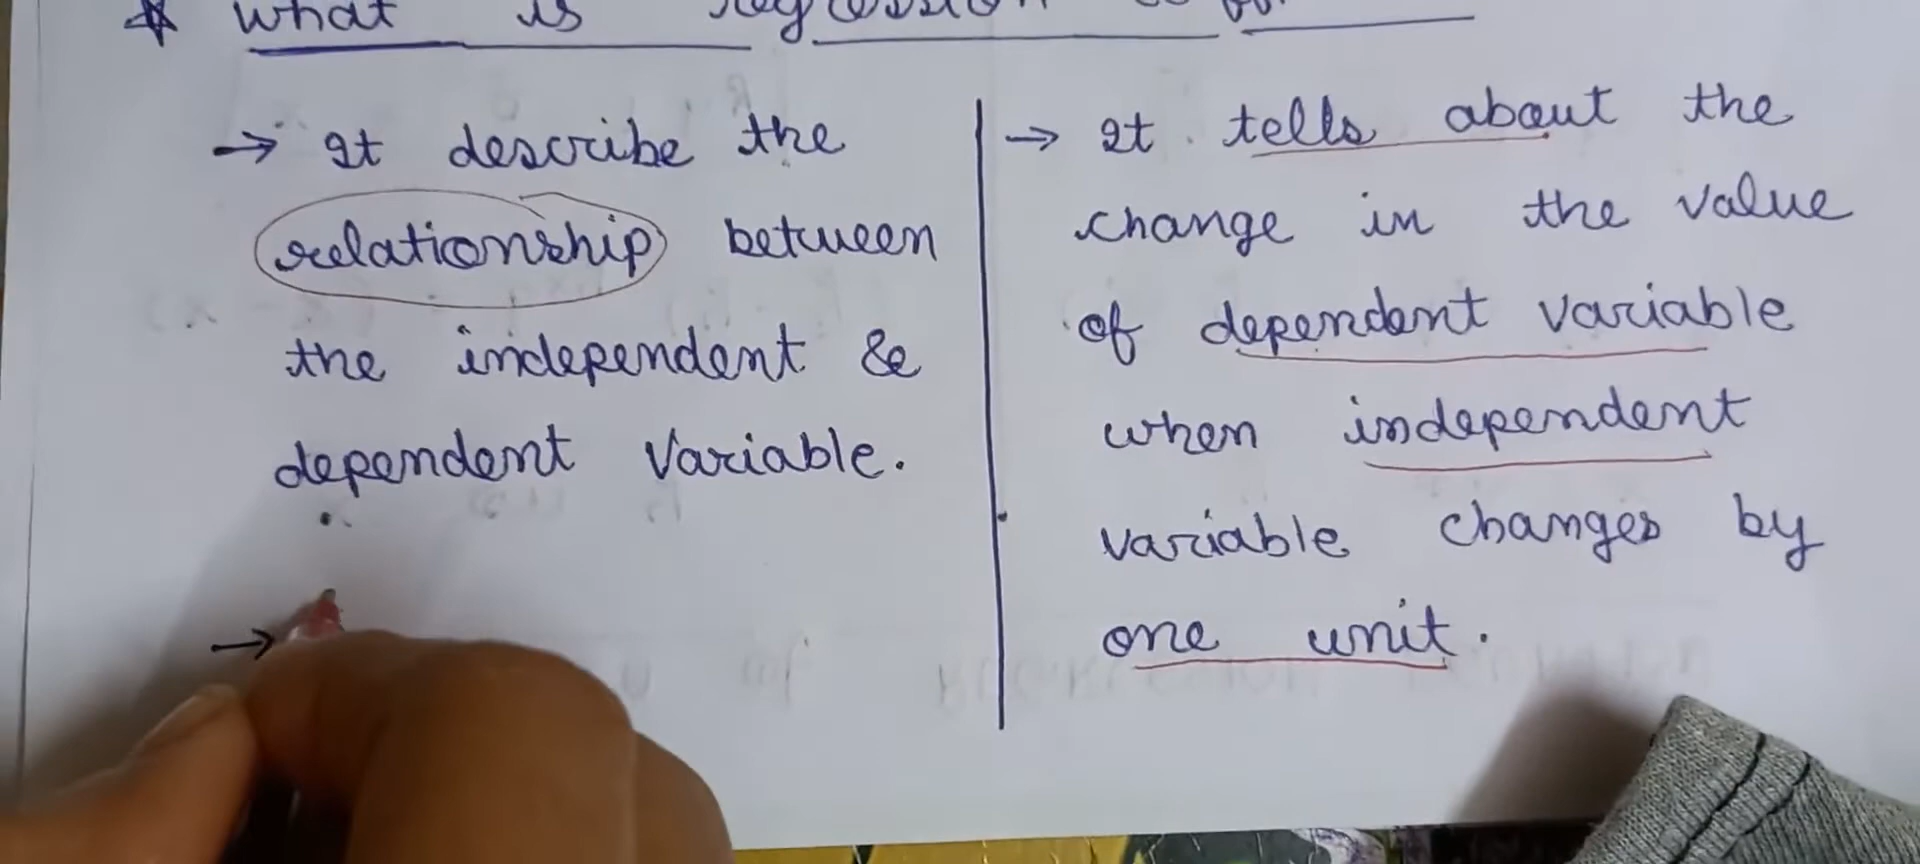 what is regression
→ It describe the
relationship between
the independent &
dependent Variable.
→
→ It tells about the
change in the value
of dependent variable
when independent
variable changes by
one unit.